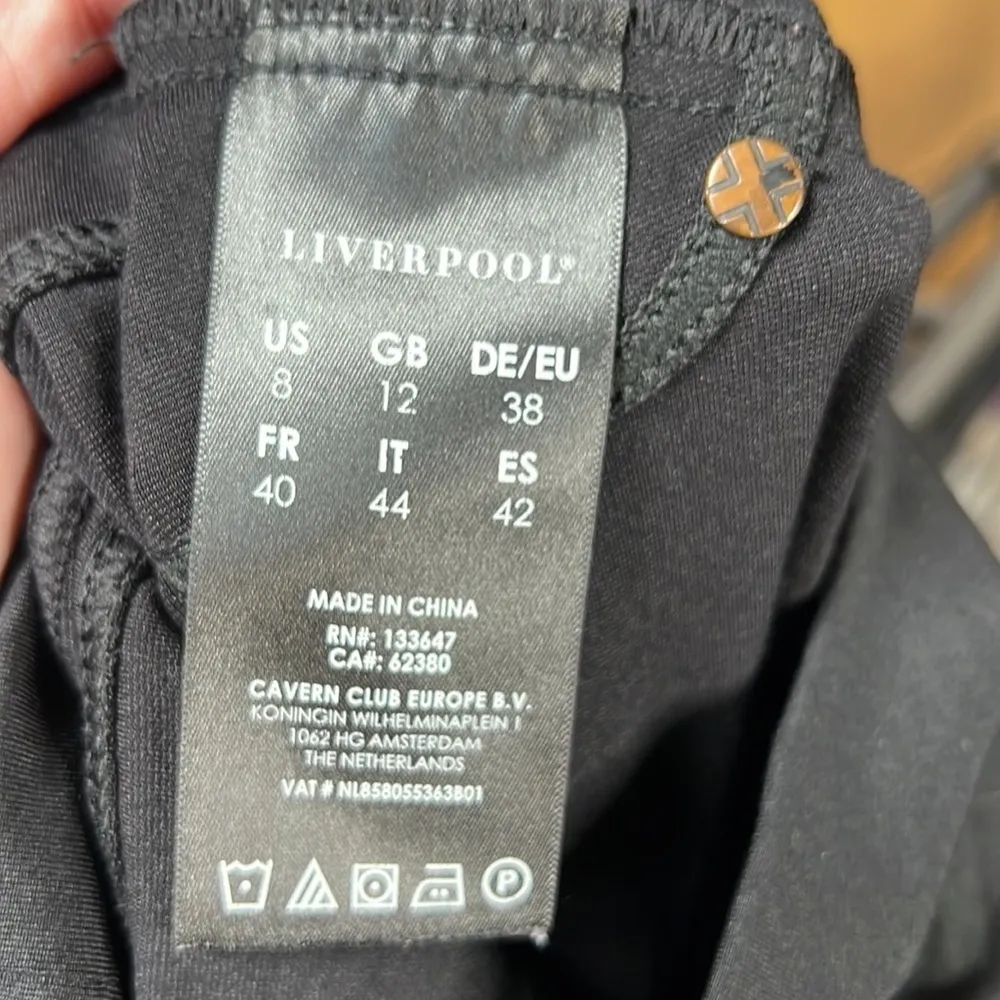 LIVERPOOL®
US GB DE/EU
8 12 38
FR IT ES
40 44 42
MADE IN CHINA
RN#: 133647
CA#: 62380
CAVERN CLUB EUROPE B.V.
KONINGIN WILHELMINAPLEIN 1
1062 HG AMSTERDAM
THE NETHERLANDS
VAT # NL858055363B01
P